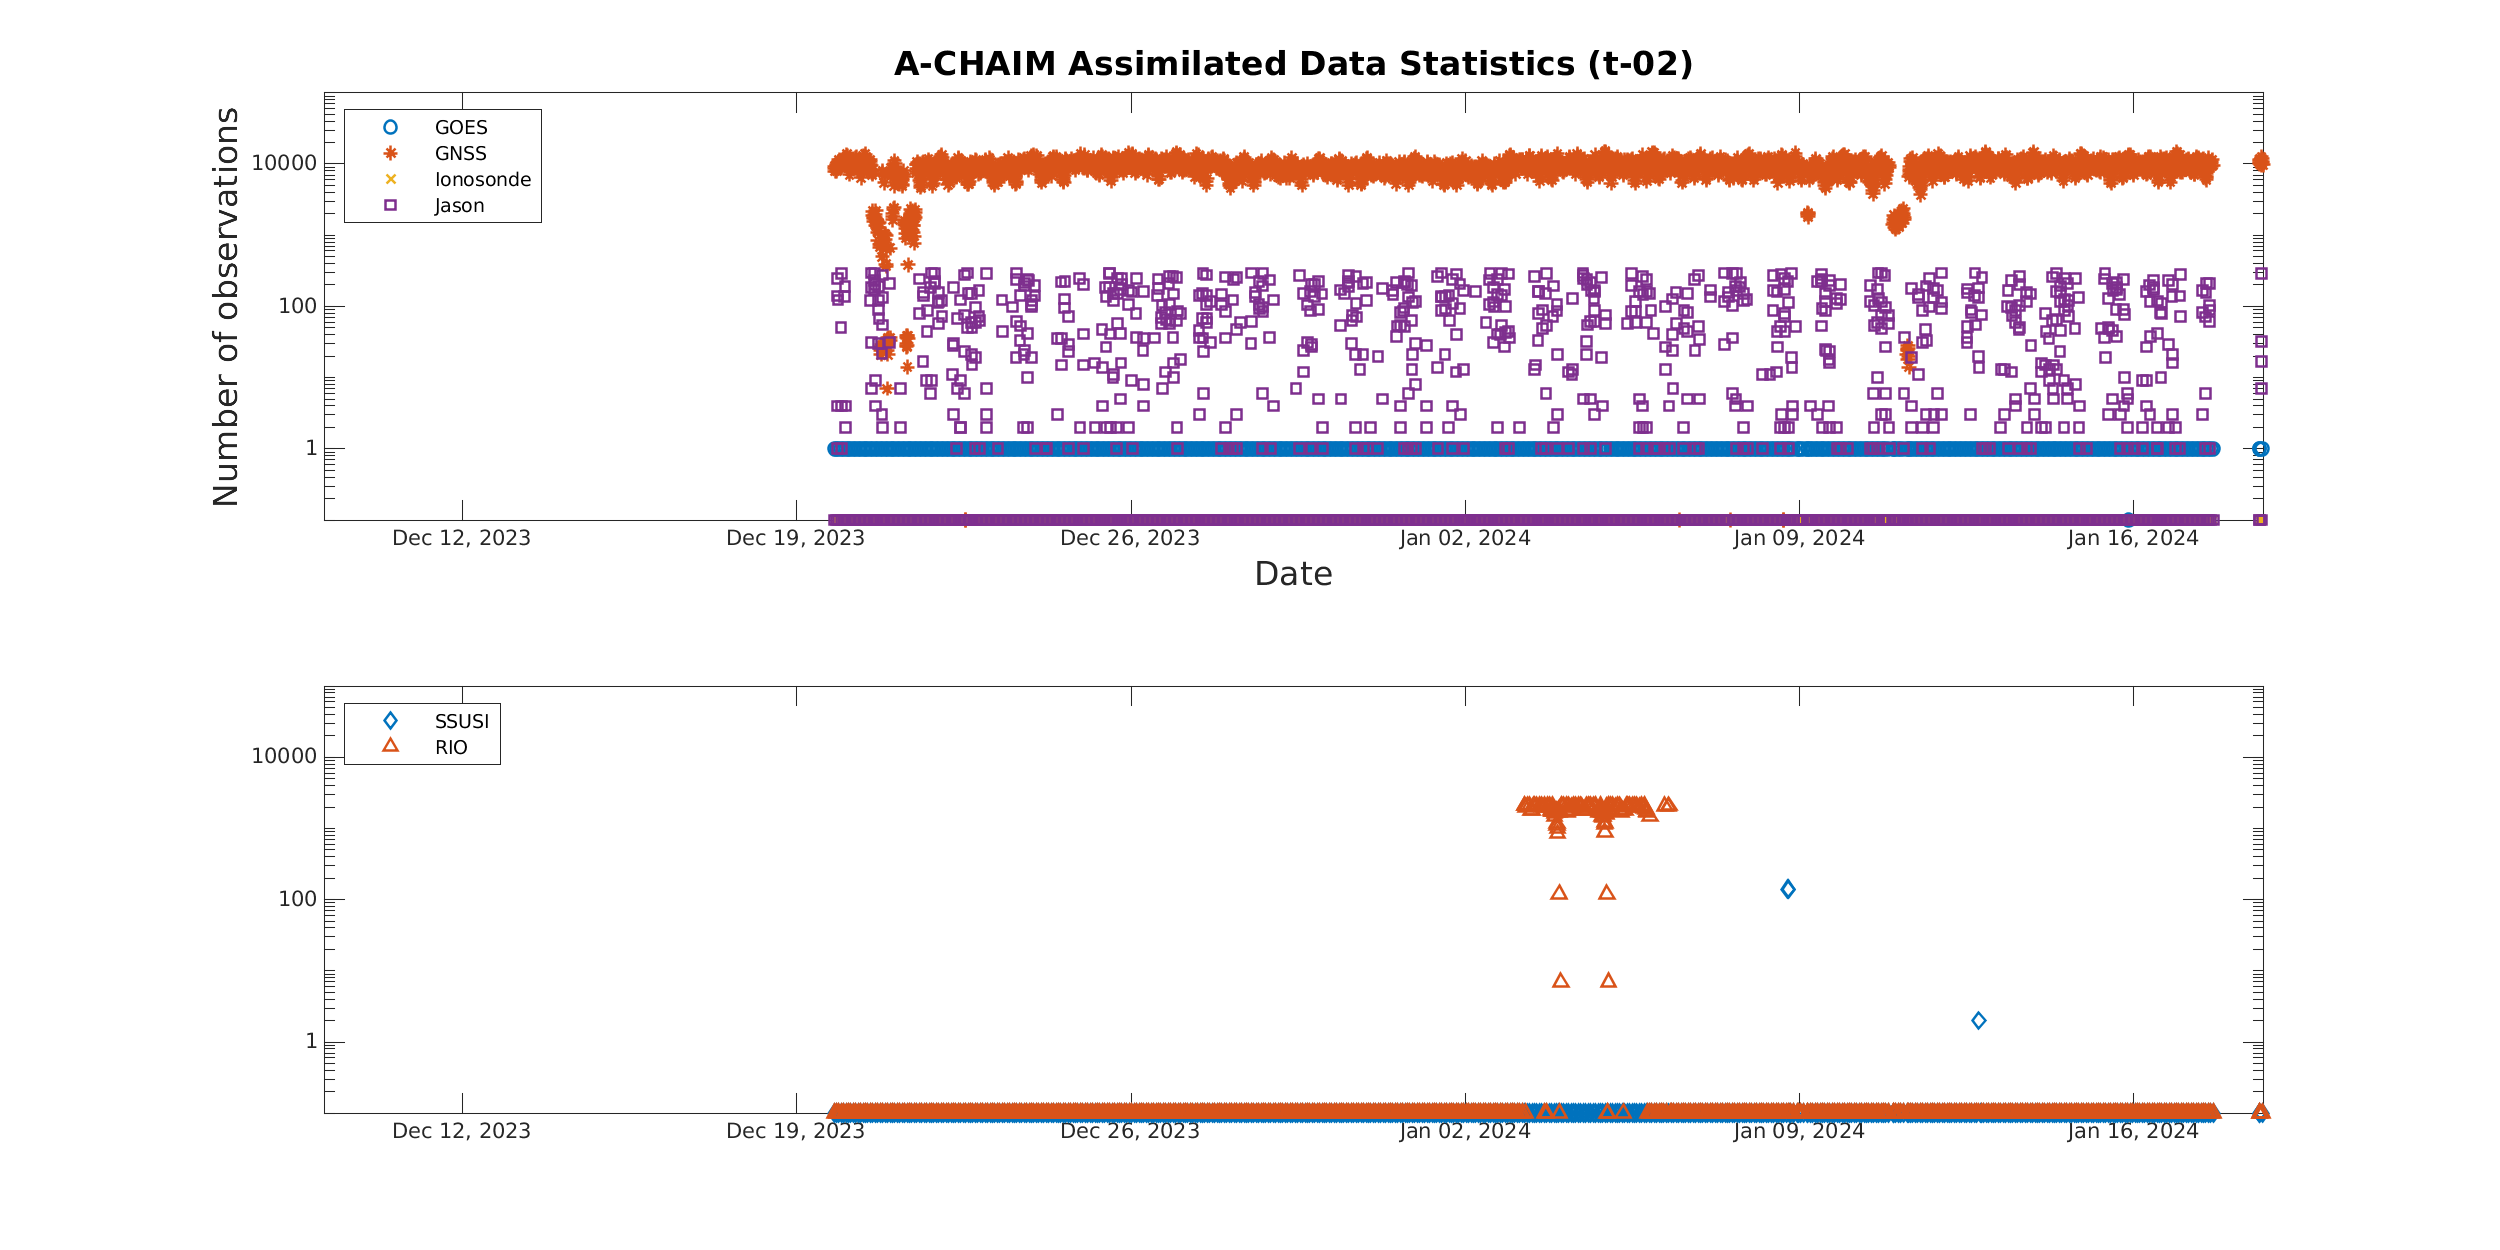 A-CHAIM Assimilated Data Statistics (t-02)
Number of observations
GOES
GNSS
Ionosonde
Jason
10000
100
1
Dec 12, 2023
Dec 19, 2023
Dec 26, 2023
Jan 02, 2024
Jan 09, 2024
Jan 16, 2024
Date
SSUSI
RIO
10000
100
1
Dec 12, 2023
Dec 19, 2023
Dec 26, 2023
Jan 02, 2024
Jan 09, 2024
Jan 16, 2024